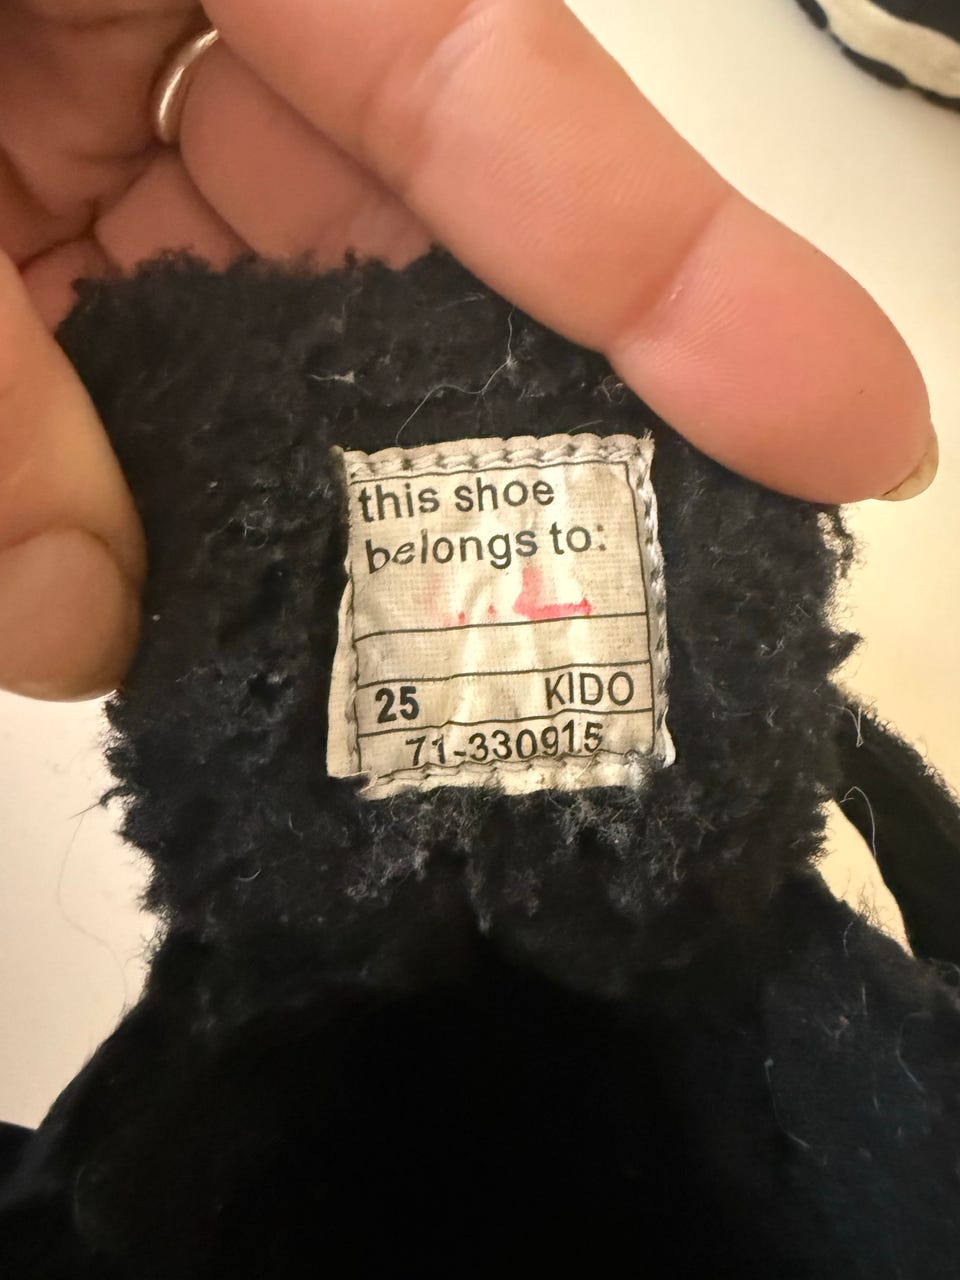 this shoe
belongs to:
25 KIDO
71-330915